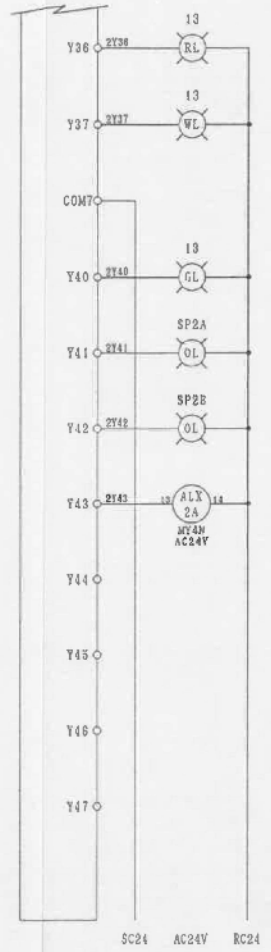 13
Y36 2Y36 RL
13
Y37 2Y37 WL
COM7
13
Y40 2Y40 GL
SP2A
Y41 2Y41 OL
SP2B
Y42 2Y42 OL
Y43 2Y43 13 ALX 14
2A
MY4N
AC24V
Y44
Y45
Y46
Y47
SC24 AC24V RC24